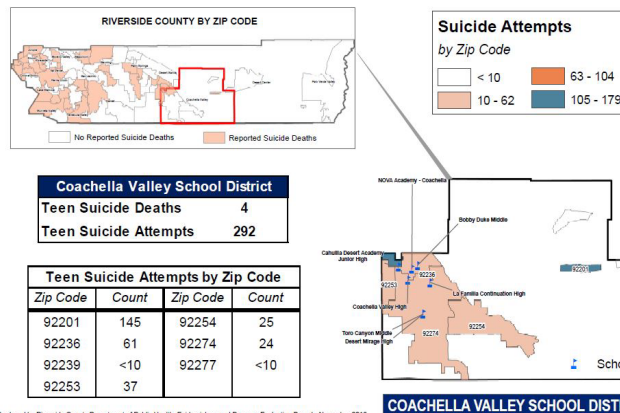 RIVERSIDE COUNTY BY ZIP CODE
No Reported Suicide Deaths
Reported Suicide Deaths
Suicide Attempts
by Zip Code
< 10
63 - 104
10 - 62
105 - 179
Coachella Valley School District
Teen Suicide Deaths 4
Teen Suicide Attempts 292
Teen Suicide Attempts by Zip Code
Zip Code Count Zip Code Count
92201 145 92254 25
92236 61 92274 24
92239 <10 92277 <10
92253 37
NOVA Academy - Coachella
Bobby Duke Middle
Cahuilla Desert Academy
Junior High
92236
92201
92253
La Familia Continuation High
Coachella Valley High
Toro Canyon Middle
Desert Mirage High
92274
92254
Scho
COACHELLA VALLEY SCHOOL DIST